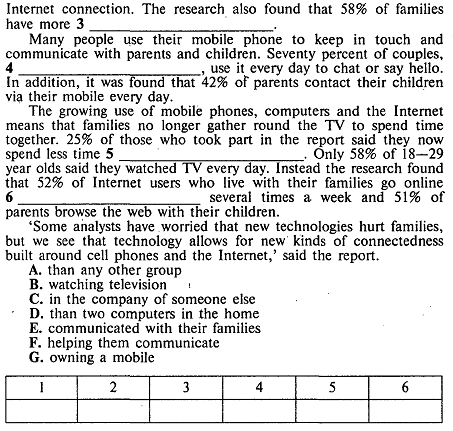 Internet connection. The research also found that 58% of families
have more 3 ______________________.
Many people use their mobile phone to keep in touch and
communicate with parents and children. Seventy percent of couples,
4 ______________________, use it every day to chat or say hello.
In addition, it was found that 42% of parents contact their children
via their mobile every day.
The growing use of mobile phones, computers and the Internet
means that families no longer gather round the TV to spend time
together. 25% of those who took part in the report said they now
spend less time 5 ______________________. Only 58% of 18—29
year olds said they watched TV every day. Instead the research found
that 52% of Internet users who live with their families go online
6 ______________________ several times a week and 51% of
parents browse the web with their children.
‘Some analysts have worried that new technologies hurt families,
but we see that technology allows for new kinds of connectedness
built around cell phones and the Internet,’ said the report.
A. than any other group
B. watching television
C. in the company of someone else
D. than two computers in the home
E. communicated with their families
F. helping them communicate
G. owning a mobile
1 2 3 4 5 6